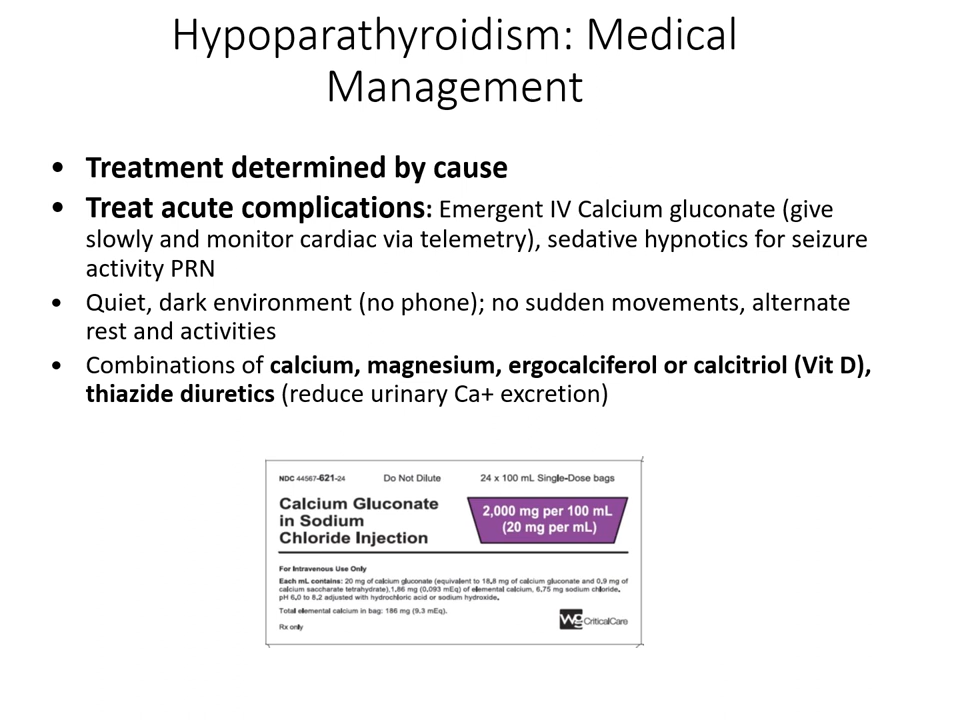 Hypoparathyroidism: Medical
Management
• Treatment determined by cause
• Treat acute complications: Emergent IV Calcium gluconate (give
slowly and monitor cardiac via telemetry), sedative hypnotics for seizure
activity PRN
• Quiet, dark environment (no phone); no sudden movements, alternate
rest and activities
• Combinations of calcium, magnesium, ergocalciferol or calcitriol (Vit D),
thiazide diuretics (reduce urinary Ca+ excretion)
NDC 44567-621-24 Do Not Dilute 24 x 100 mL Single-Dose bags
Calcium Gluconate
in Sodium
Chloride Injection
2,000 mg per 100 mL
(20 mg per mL)
For Intravenous Use Only
Each mL contains: 20 mg of calcium gluconate (equivalent to 18.8 mg of calcium gluconate and 0.9 mg of
calcium saccharate tetrahydrate),1.86 mg (0.093 mEq) of elemental calcium, 6.75 mg sodium chloride,
pH 6.0 to 8.2 adjusted with hydrochloric acid or sodium hydroxide.
Total elemental calcium in bag: 186 mg (9.3 mEq).
Rx only
WG CriticalCare